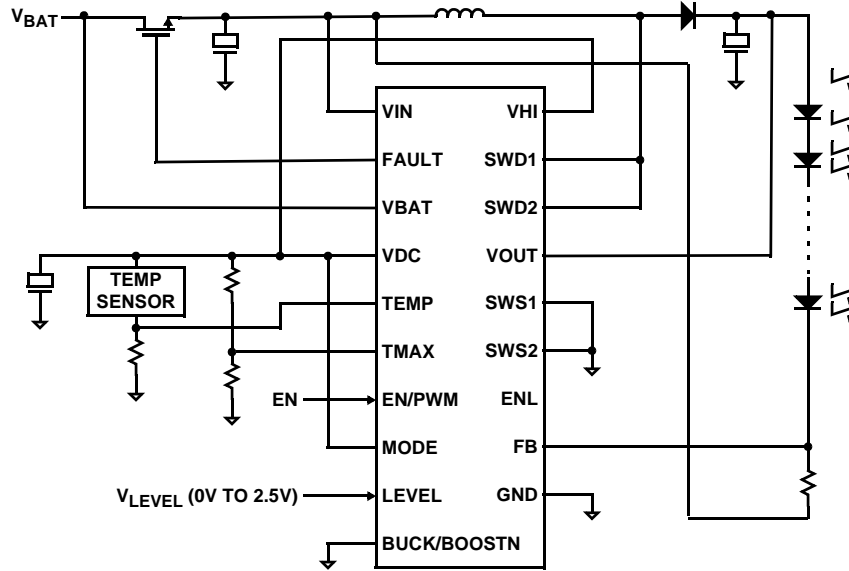 VBAT
VIN
VHI
FAULT
SWD1
VBAT
SWD2
VDC
VOUT
TEMP
SENSOR
TEMP
SWS1
TMAX
SWS2
EN
EN/PWM
ENL
MODE
FB
VLEVEL (0V TO 2.5V)
LEVEL
GND
BUCK/BOOSTN